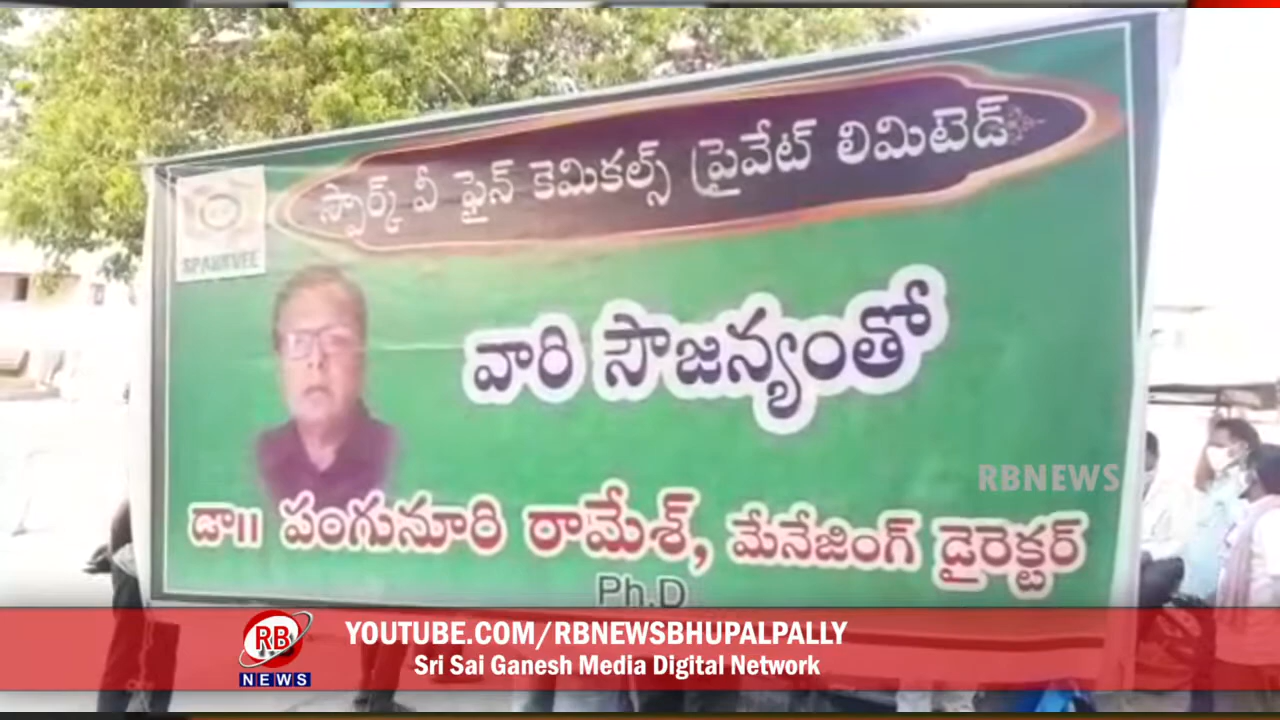 స్పార్క్ వీ ఫైన్ కెమికల్స్ ప్రైవేట్ లిమిటెడ్
SPARKVEE
వారి సౌజన్యంతో
RBNEWS
డా॥ పంగునూరి రామేశ్, మేనేజింగ్ డైరెక్టర్
Ph.D
RB
NEWS
YOUTUBE.COM/RBNEWSBHUPALPALLY
Sri Sai Ganesh Media Digital Network